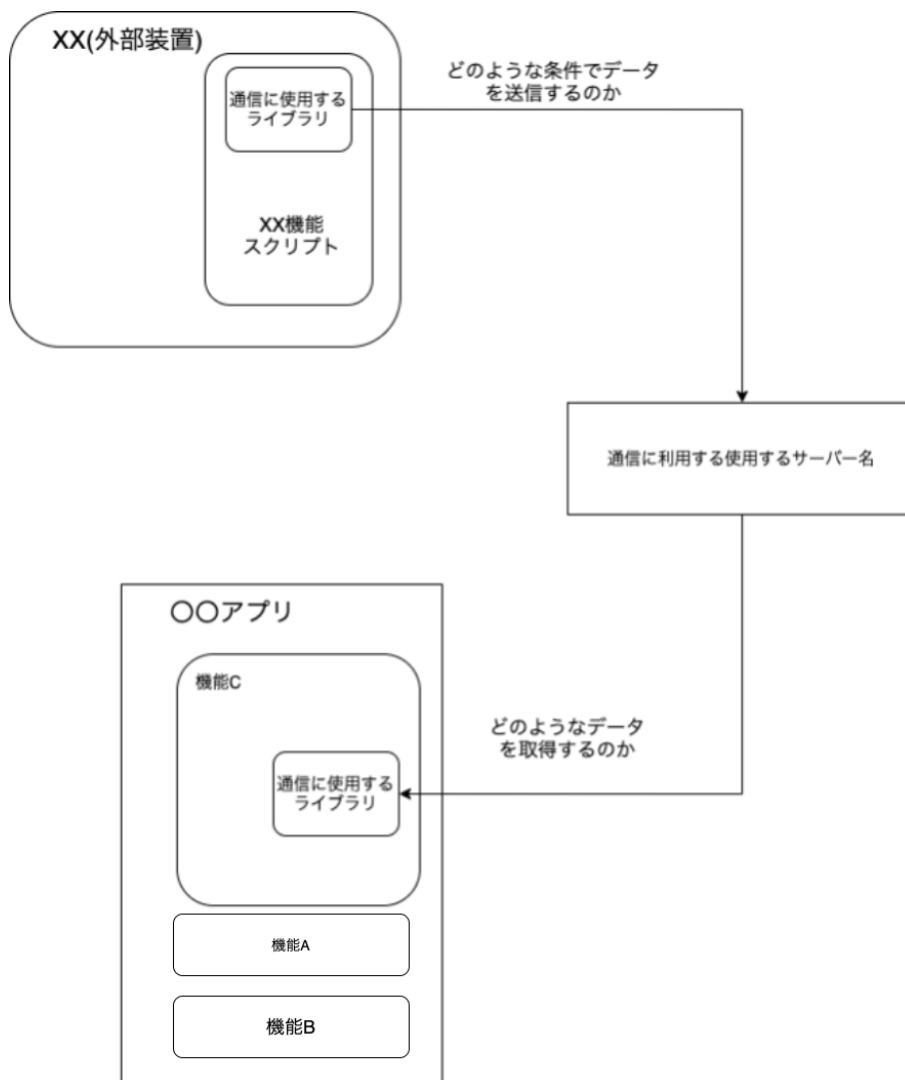 XX(外部装置)
通信に使用する
ライブラリ
XX機能
スクリプト
どのような条件でデータ
を送信するのか
通信に利用する使用するサーバー名
〇〇アプリ
機能C
通信に使用する
ライブラリ
どのようなデータ
を取得するのか
機能A
機能B